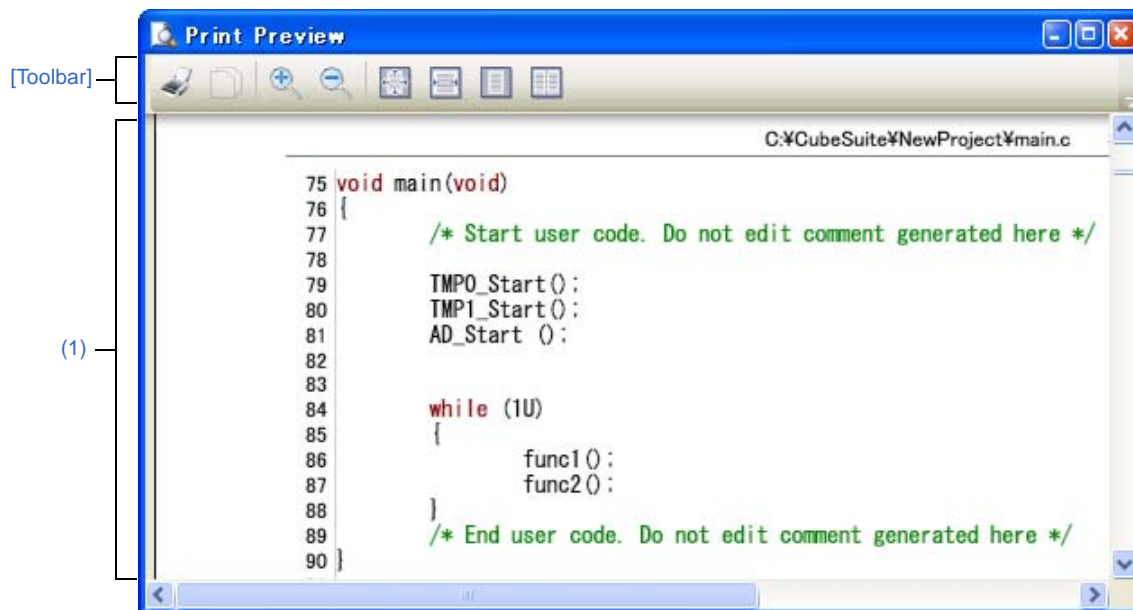 Print Preview
[Toolbar]
C:¥CubeSuite¥NewProject¥main.c
75 void main(void)
76 {
77 /* Start user code. Do not edit comment generated here */
78
79 TMP0_Start();
80 TMP1_Start();
81 AD_Start ();
82
83
(1)
84 while (1U)
85 {
86 func1();
87 func2();
88 }
89 /* End user code. Do not edit comment generated here */
90 }